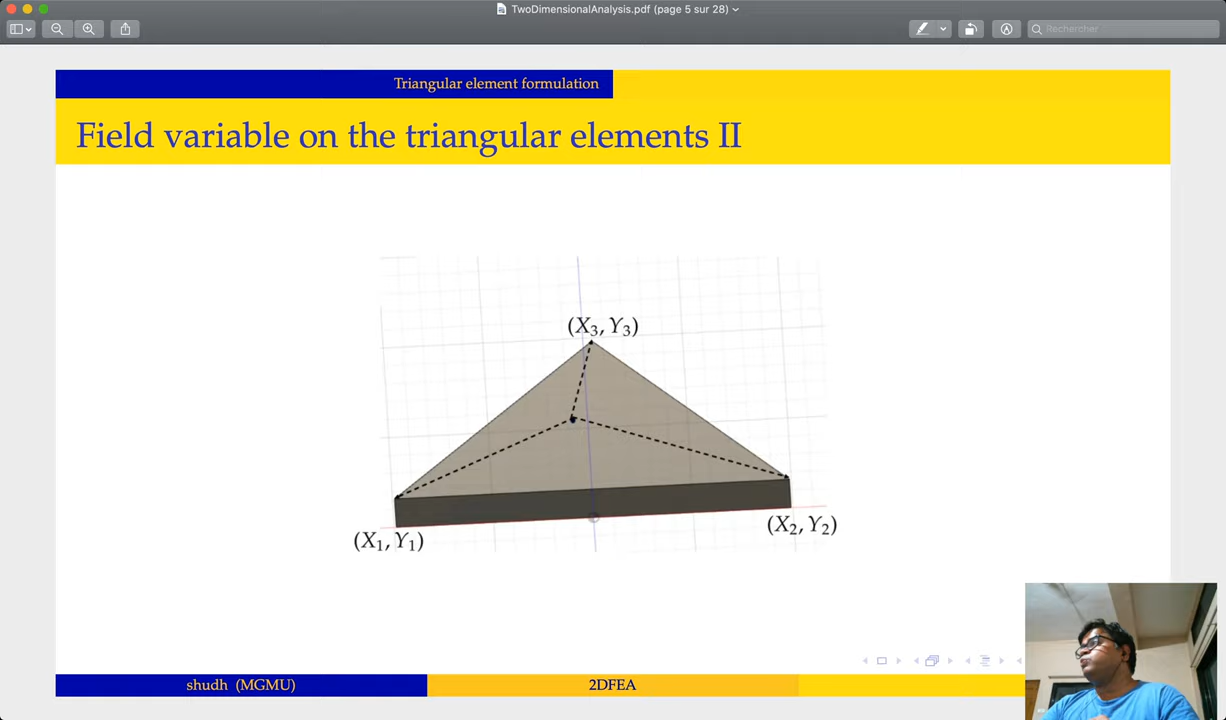 TwoDimensionalAnalysis.pdf (page 5 sur 28)
Rechercher
Triangular element formulation
Field variable on the triangular elements II
(X₃, Y₃)
(X₁, Y₁)
(X₂, Y₂)
shudh (MGMU)
2DFEA